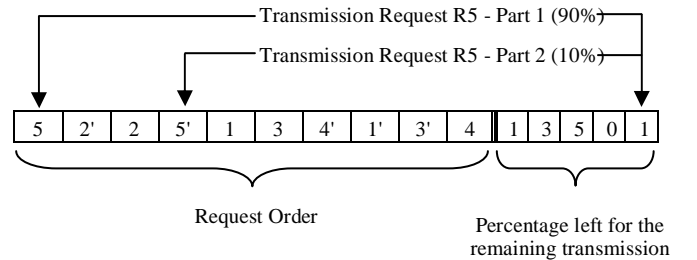 Transmission Request R5 - Part 1 (90%)
Transmission Request R5 - Part 2 (10%)
5 2' 2 5' 1 3 4' 1' 3' 4 1 3 5 0 1
Request Order
Percentage left for the
remaining transmission